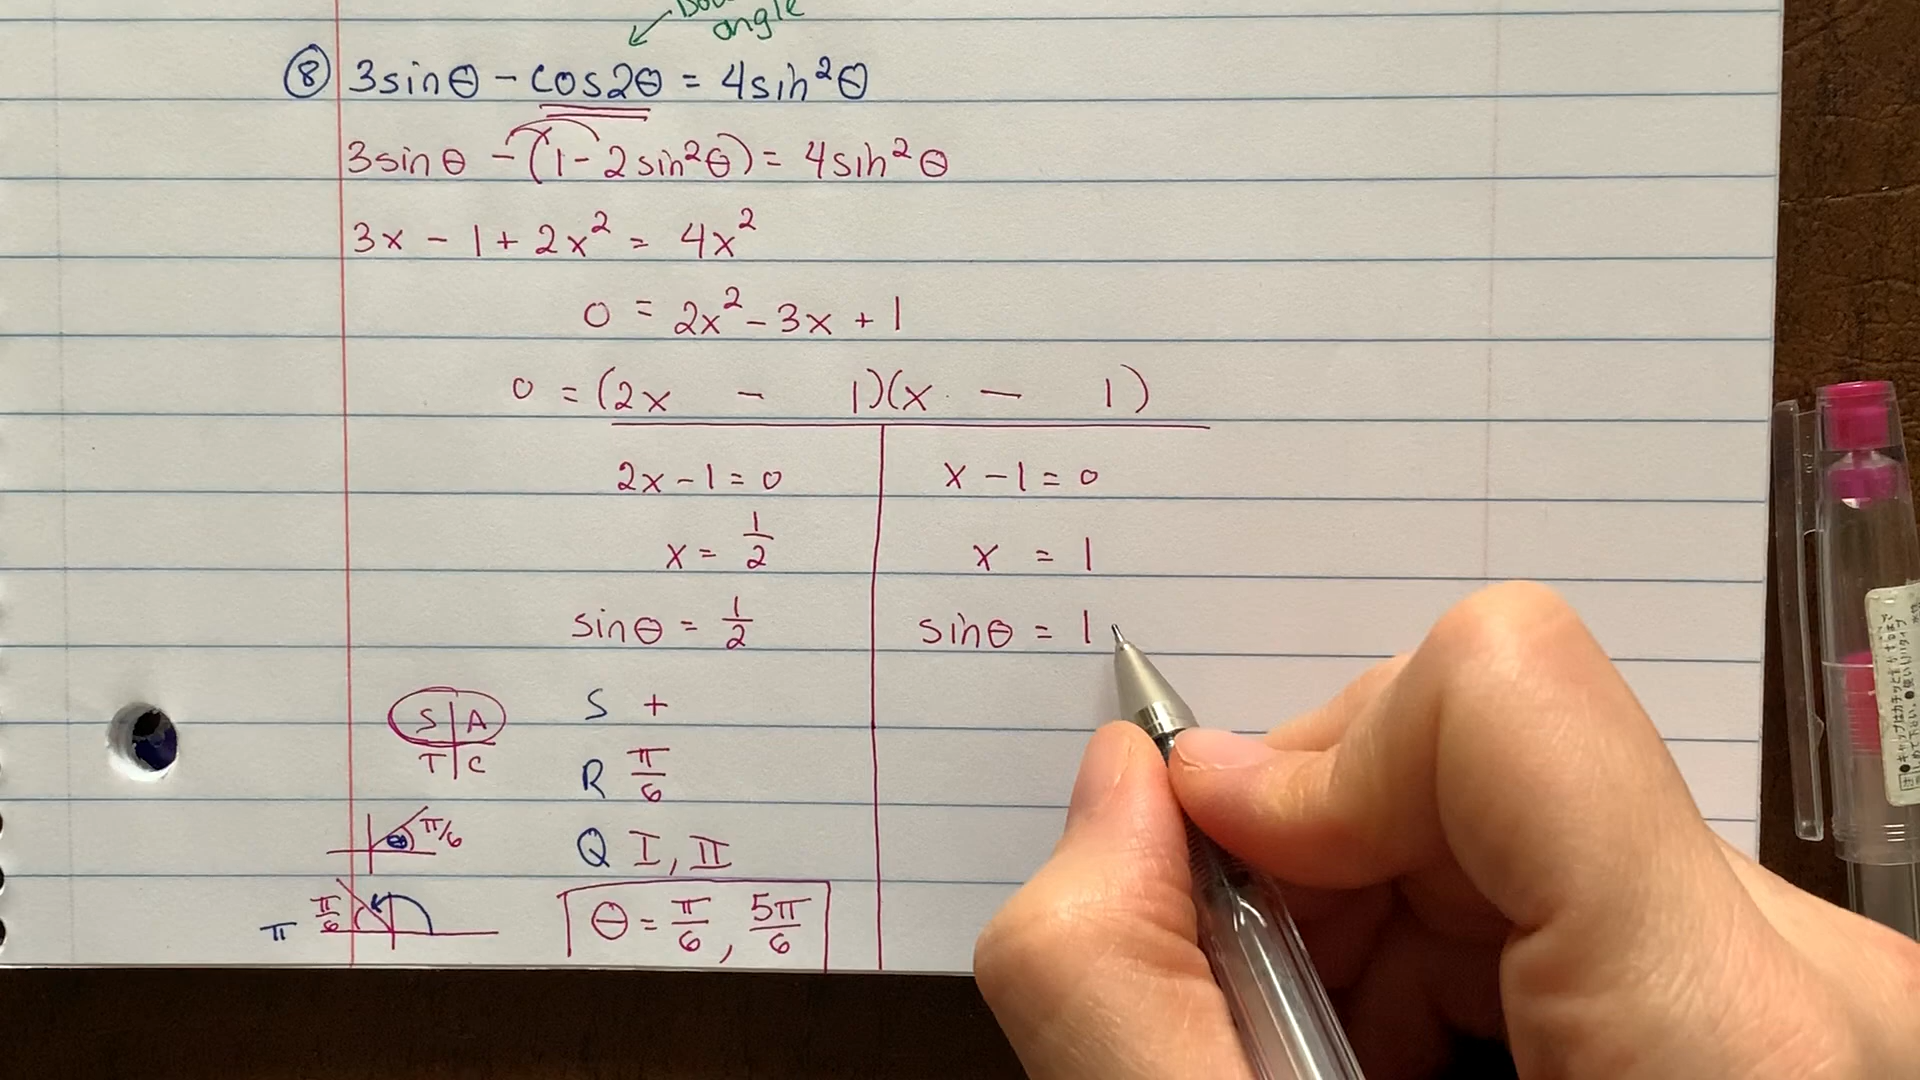 angle
⑧ 3sinθ - cos2θ = 4sin²θ
3sinθ - (1 - 2sin²θ) = 4sin²θ
3x - 1 + 2x² = 4x²
0 = 2x² - 3x + 1
0 = (2x - 1)(x - 1)
2x - 1 = 0
x = 1/2
sinθ = 1/2
S | A
T | C
S +
R π/6
Q I, II
θ π/6
π π/6
θ = π/6, 5π/6
x - 1 = 0
x = 1
sinθ = 1